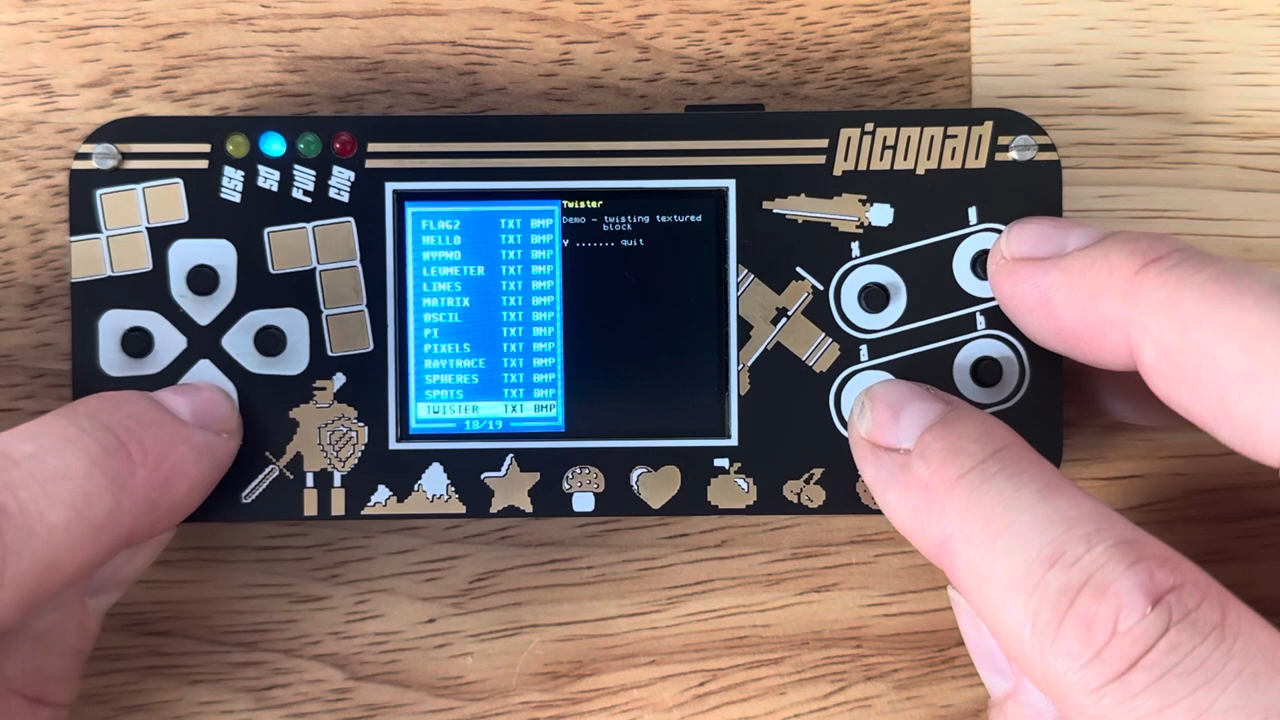 picopad
USR
SD
Full
Chg
FLAG2 TXT BMP
HELLO TXT BMP
HYPNO TXT BMP
LEVMETER TXT BMP
LINES TXT BMP
MATRIX TXT BMP
OSCIL TXT BMP
PI TXT BMP
PIXELS TXT BMP
RAYTRACE TXT BMP
SPHERES TXT BMP
SPOTS TXT BMP
TWISTER TXT BMP
18/19
Twister
Demo - twisting textured
block
Y ....... quit
x
a
b